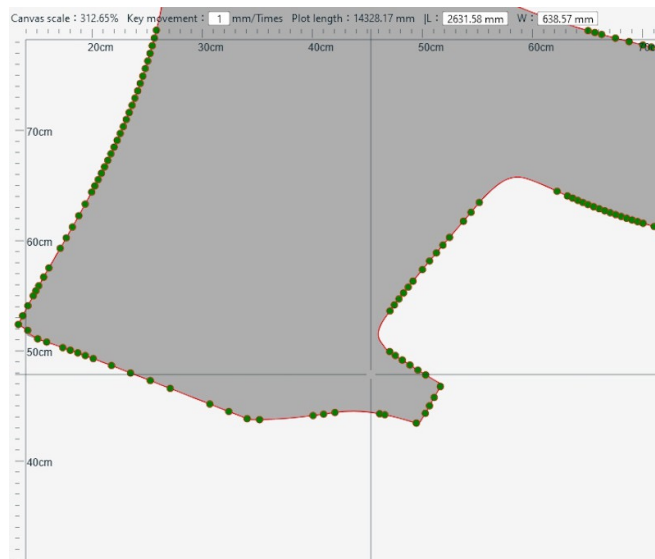 Canvas scale：312.65% Key movement：1 mm/Times Plot length：14328.17 mm |L： 2631.58 mm W： 638.57 mm
20cm 30cm 40cm 50cm 60cm
70cm
60cm
50cm
40cm